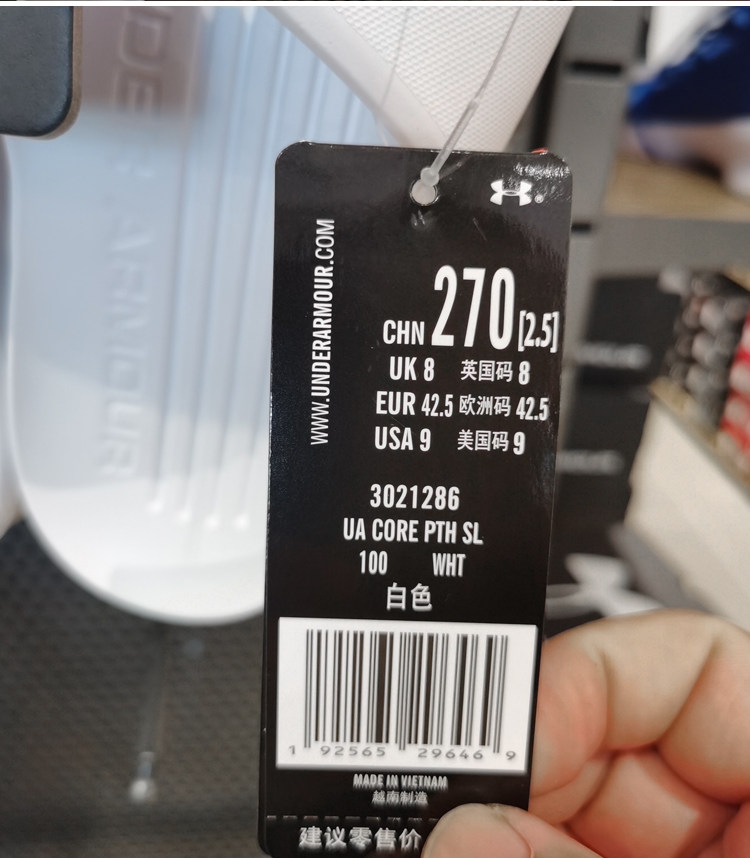 UNDER ARMOUR
®
WWW.UNDERARMOUR.COM
CHN 270 [2.5]
UK 8 英国码 8
EUR 42.5 欧洲码 42.5
USA 9 美国码 9
3021286
UA CORE PTH SL
100 WHT
白色
1 92565 29646 9
MADE IN VIETNAM
越南制造
建议零售价